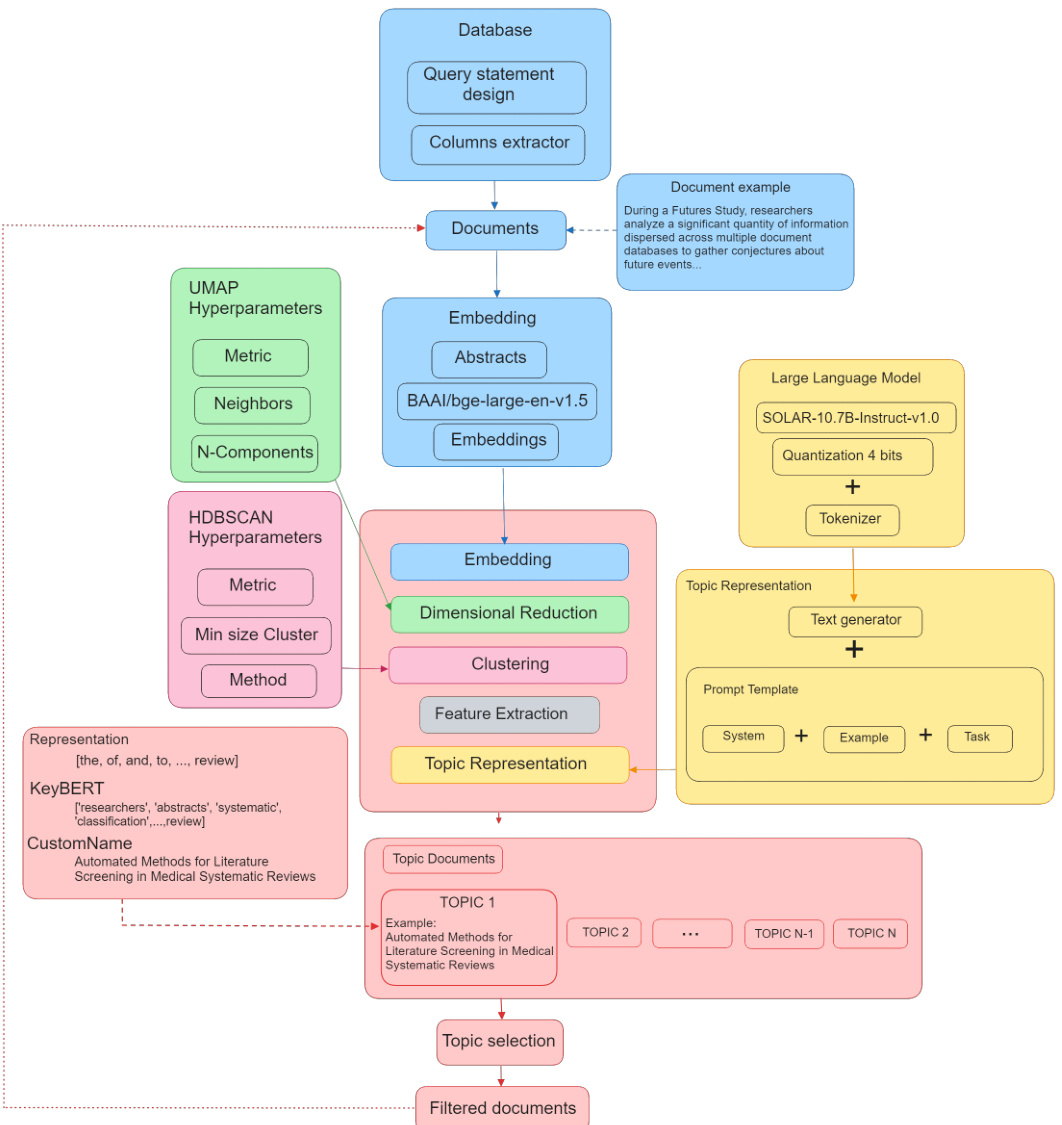 Database
Query statement
design
Columns extractor
Documents
Document example
During a Futures Study, researchers
analyze a significant quantity of information
dispersed across multiple document
databases to gather conjectures about
future events...
UMAP
Hyperparameters
Metric
Neighbors
N-Components
Embedding
Abstracts
BAAI/bge-large-en-v1.5
Embeddings
Large Language Model
SOLAR-10.7B-Instruct-v1.0
Quantization 4 bits
+
Tokenizer
HDBSCAN
Hyperparameters
Metric
Min size Cluster
Method
Embedding
Dimensional Reduction
Clustering
Feature Extraction
Topic Representation
Topic Representation
Text generator
+
Prompt Template
System + Example + Task
Representation
[the, of, and, to, ..., review]
KeyBERT
['researchers', 'abstracts', 'systematic',
'classification',...,review]
CustomName
Automated Methods for Literature
Screening in Medical Systematic Reviews
Topic Documents
TOPIC 1
Example:
Automated Methods for
Literature Screening in Medical
Systematic Reviews
TOPIC 2
...
TOPIC N-1
TOPIC N
Topic selection
Filtered documents